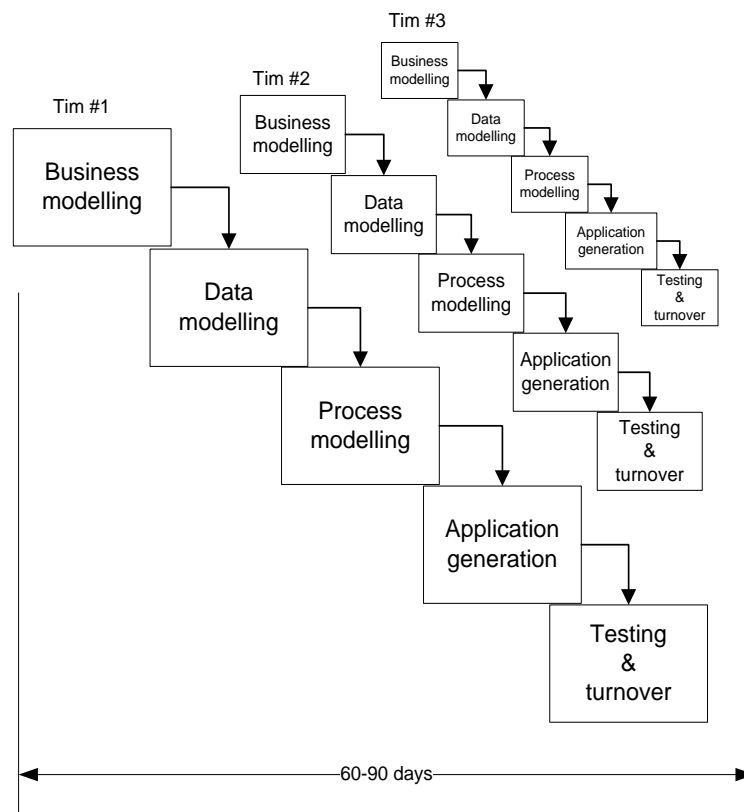 Tim #1
Business
modelling
Data
modelling
Process
modelling
Application
generation
Testing
&
turnover
Tim #2
Business
modelling
Data
modelling
Process
modelling
Application
generation
Testing
&
turnover
Tim #3
Business
modelling
Data
modelling
Process
modelling
Application
generation
Testing
&
turnover
60-90 days